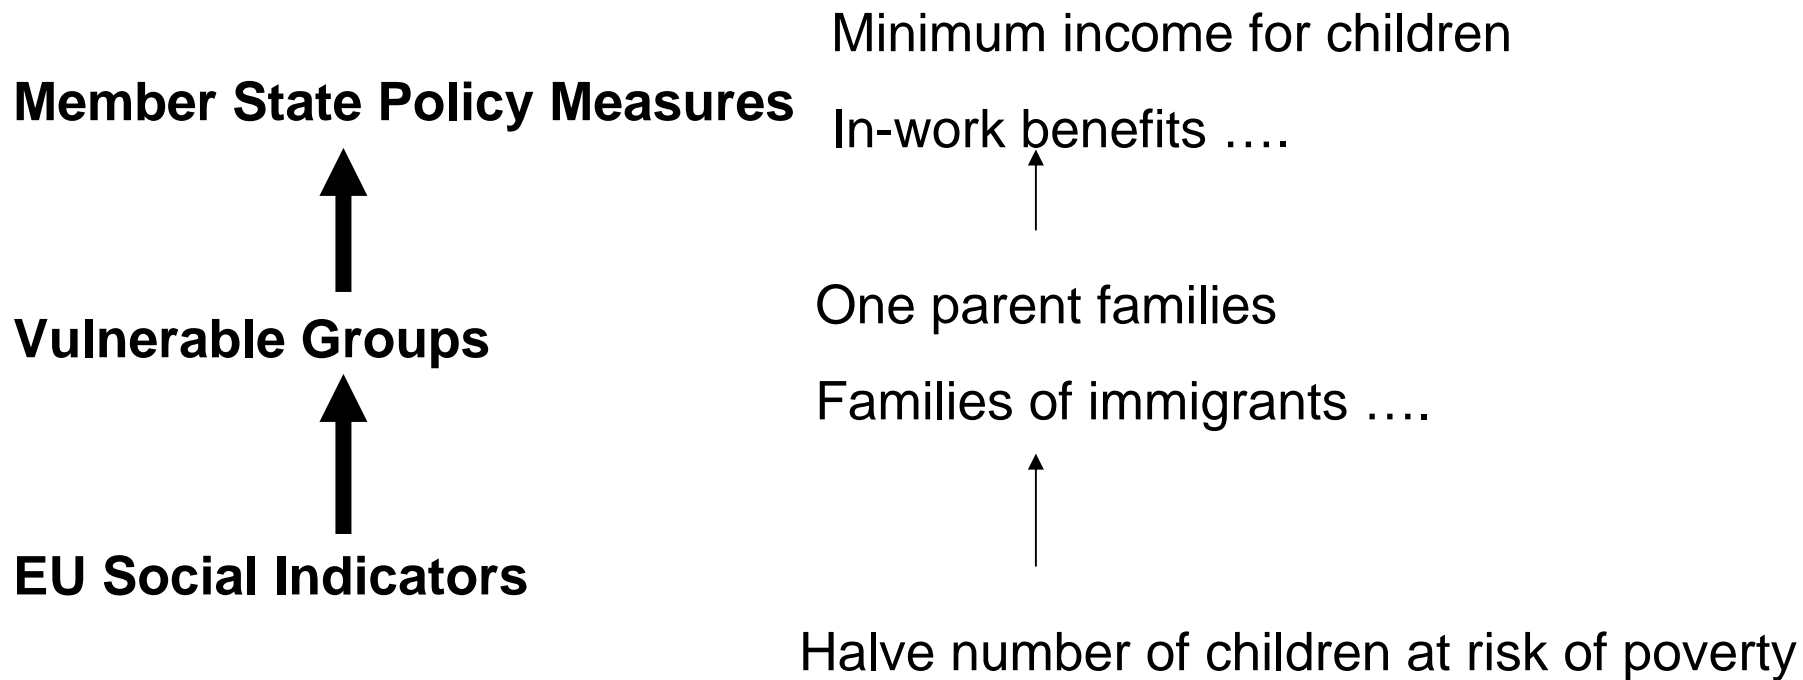 Minimum income for children
Member State Policy Measures
In-work benefits ….
One parent families
Vulnerable Groups
Families of immigrants ….
EU Social Indicators
Halve number of children at risk of poverty